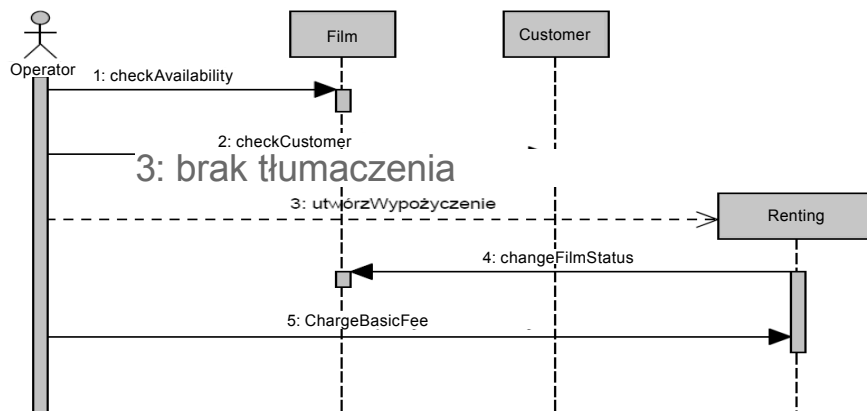 Film
Customer
Operator
1: checkAvailability
2: checkCustomer
3: brak tłumaczenia
3: utwórzWypożyczenie
Renting
4: changeFilmStatus
5: ChargeBasicFee